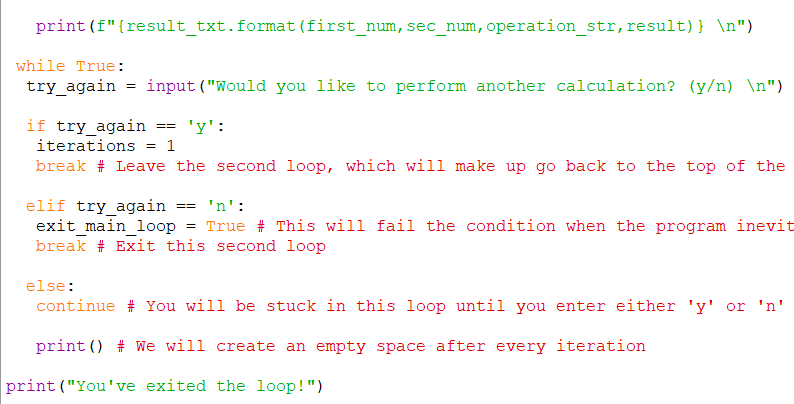 print(f"{result_txt.format(first_num,sec_num,operation_str,result)} \n")
while True:
try_again = input("Would you like to perform another calculation? (y/n) \n")
if try_again == 'y':
iterations = 1
break # Leave the second loop, which will make up go back to the top of the
elif try_again == 'n':
exit_main_loop = True # This will fail the condition when the program inevit
break # Exit this second loop
else:
continue # You will be stuck in this loop until you enter either 'y' or 'n'
print() # We will create an empty space after every iteration
print("You've exited the loop!")